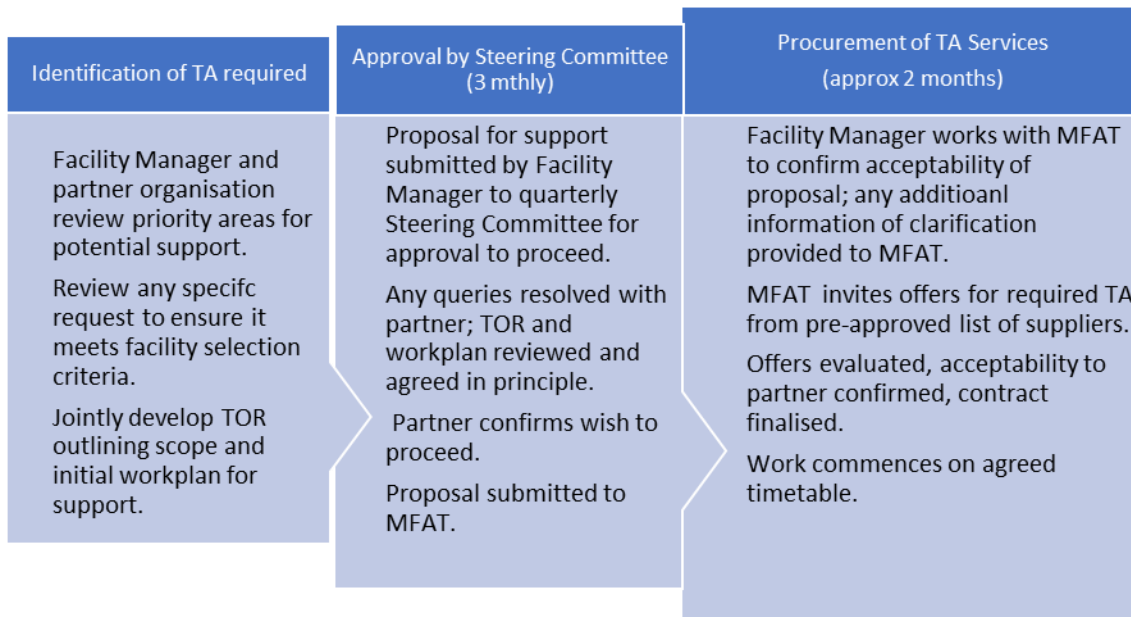 Identification of TA required
Facility Manager and
partner organisation
review priority areas for
potential support.
Review any specifc
request to ensure it
meets facility selection
criteria.
Jointly develop TOR
outlining scope and
initial workplan for
support.
Approval by Steering Committee
(3 mthly)
Proposal for support
submitted by Facility
Manager to quarterly
Steering Committee for
approval to proceed.
Any queries resolved with
partner; TOR and
workplan reviewed and
agreed in principle.
Partner confirms wish to
proceed.
Proposal submitted to
MFAT.
Procurement of TA Services
(approx 2 months)
Facility Manager works with MFAT
to confirm acceptability of
proposal; any additioanl
information of clarification
provided to MFAT.
MFAT invites offers for required TA
from pre-approved list of suppliers.
Offers evaluated, acceptability to
partner confirmed, contract
finalised.
Work commences on agreed
timetable.